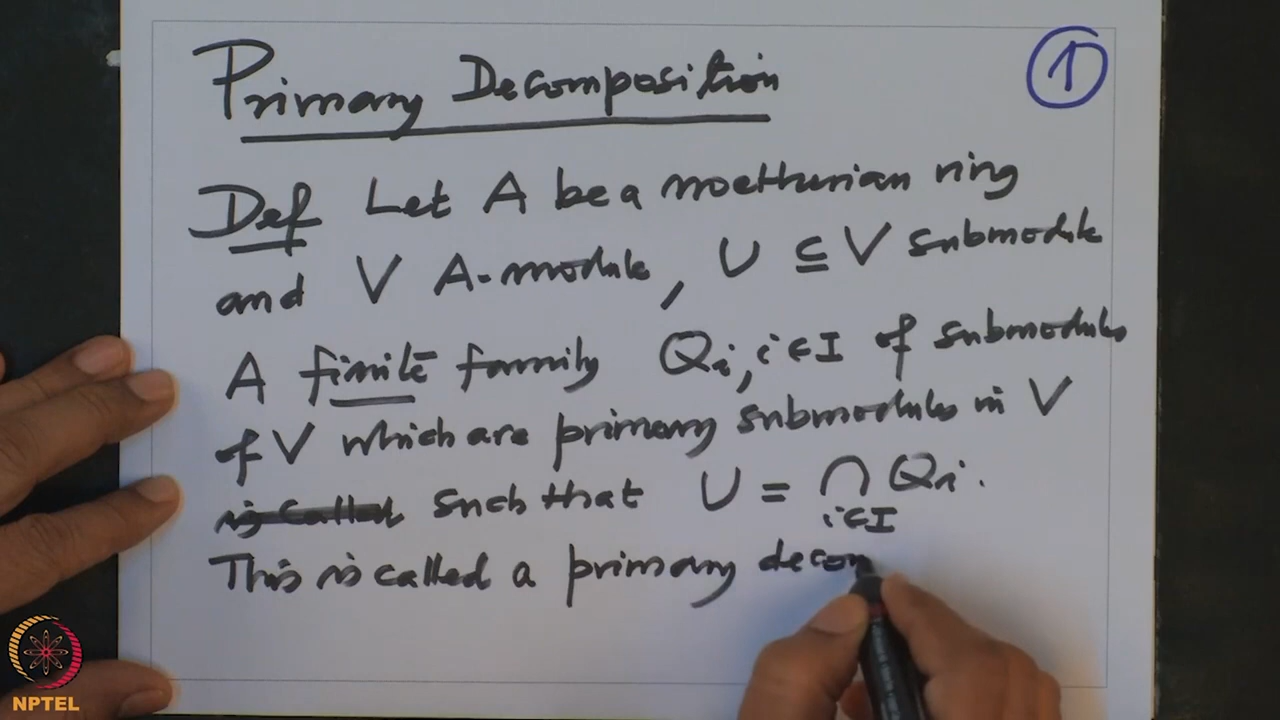 Primary Decomposition
1
Def Let A be a noetherian ring
and V A-module, U ⊆ V submodule
A finite family Qi, i∈I of submodules
of V which are primary submodules in V
is called such that U = ∩ Qi.
i∈I
This is called a primary decom
NPTEL